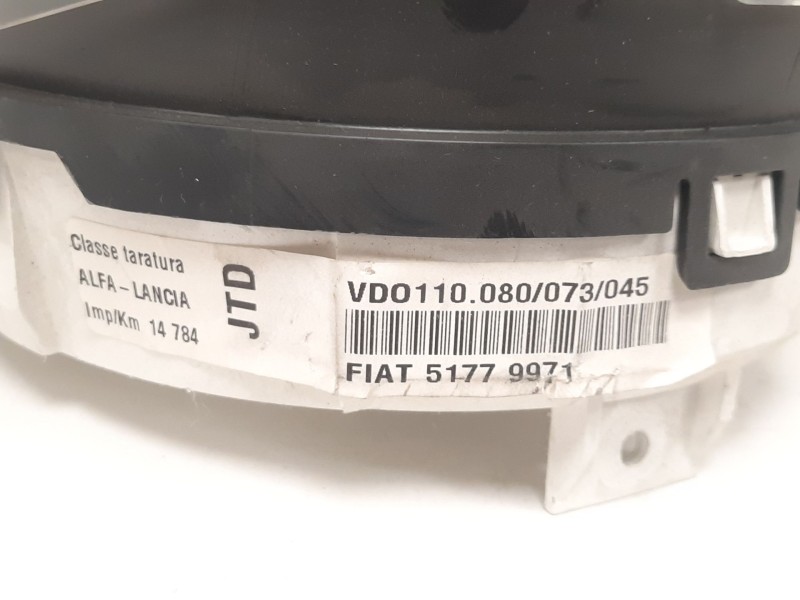 Classe taratura
ALFA-LANCIA
Imp/Km 14 784
JTD
VDO110.080/073/045
FIAT 5177 9971